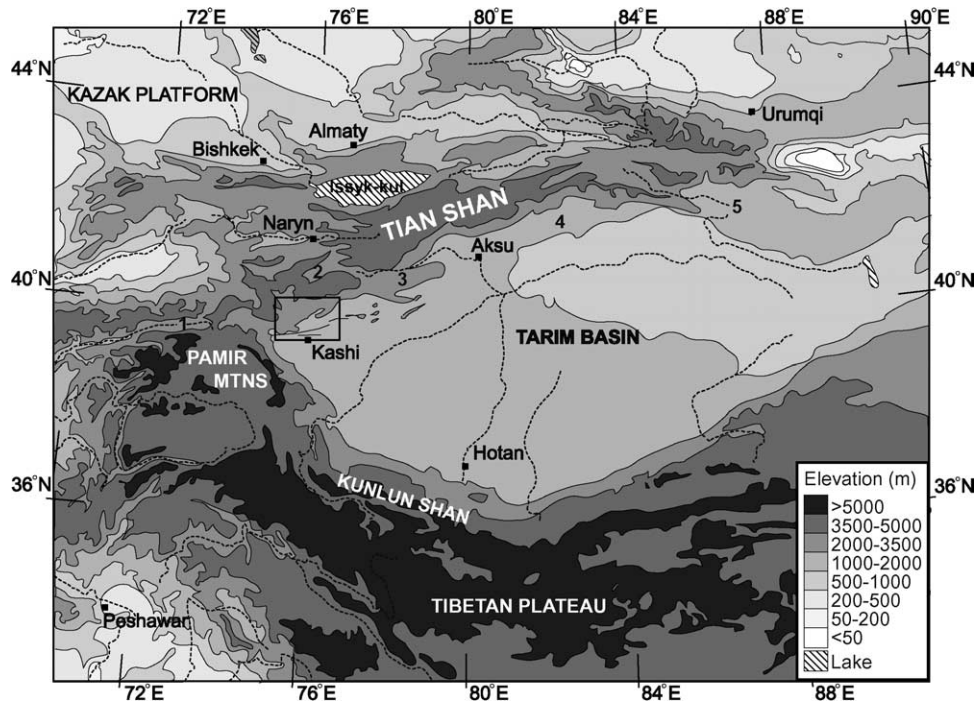 72°E 76°E 80°E 84°E 88°E 90°E
44°N 44°N
KAZAK PLATFORM
Urumqi
Almaty
Bishkek
Issyk-kul
TIAN SHAN
Naryn
4
5
Aksu
2
3
40°N 40°N
1
Kashi
TARIM BASIN
PAMIR
MTNS
Hotan
KUNLUN SHAN
36°N 36°N
Elevation (m)
>5000
3500-5000
2000-3500
1000-2000
500-1000
200-500
50-200
<50
Lake
TIBETAN PLATEAU
Peshawar
72°E 76°E 80°E 84°E 88°E